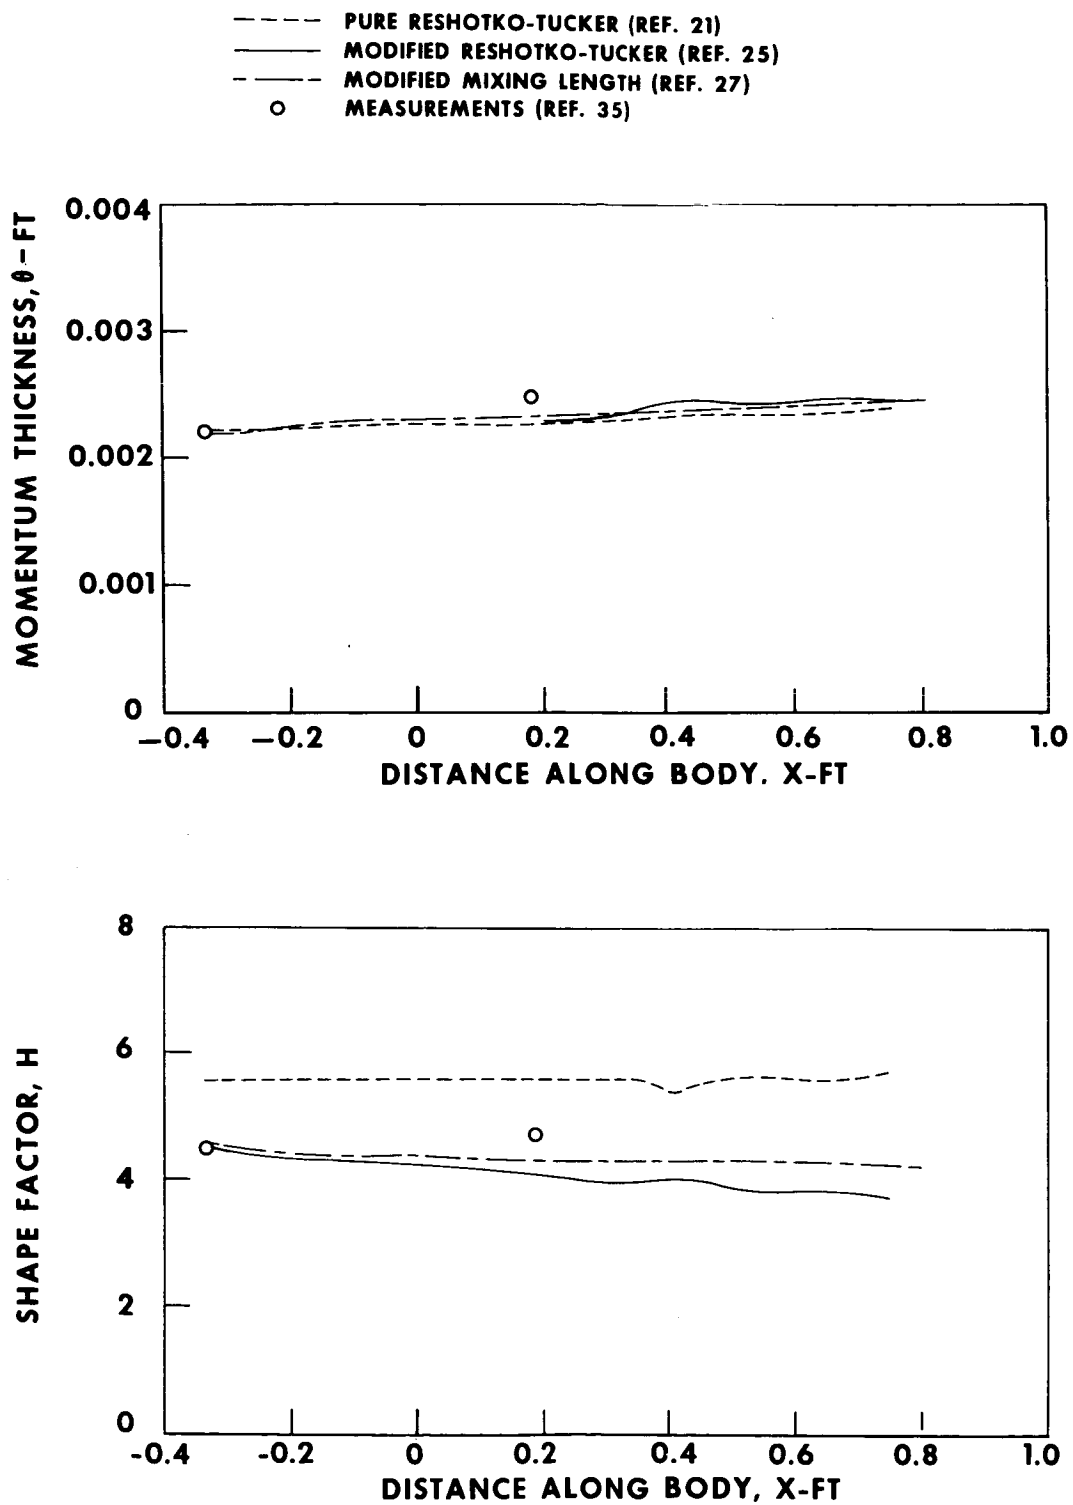 PURE RESHOTKO-TUCKER (REF. 21)
MODIFIED RESHOTKO-TUCKER (REF. 25)
MODIFIED MIXING LENGTH (REF. 27)
MEASUREMENTS (REF. 35)
MOMENTUM THICKNESS, θ-FT
0.004
0.003
0.002
0.001
0
-0.4 -0.2 0 0.2 0.4 0.6 0.8 1.0
DISTANCE ALONG BODY. X-FT
SHAPE FACTOR, H
8
6
4
2
0
-0.4 -0.2 0 0.2 0.4 0.6 0.8 1.0
DISTANCE ALONG BODY, X-FT